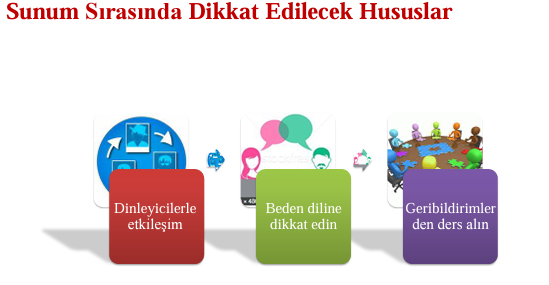 Sunum Sırasında Dikkat Edilecek Hususlar
Dinleyicilerle
etkileşim
Beden diline
dikkat edin
Geribildirimler
den ders alın